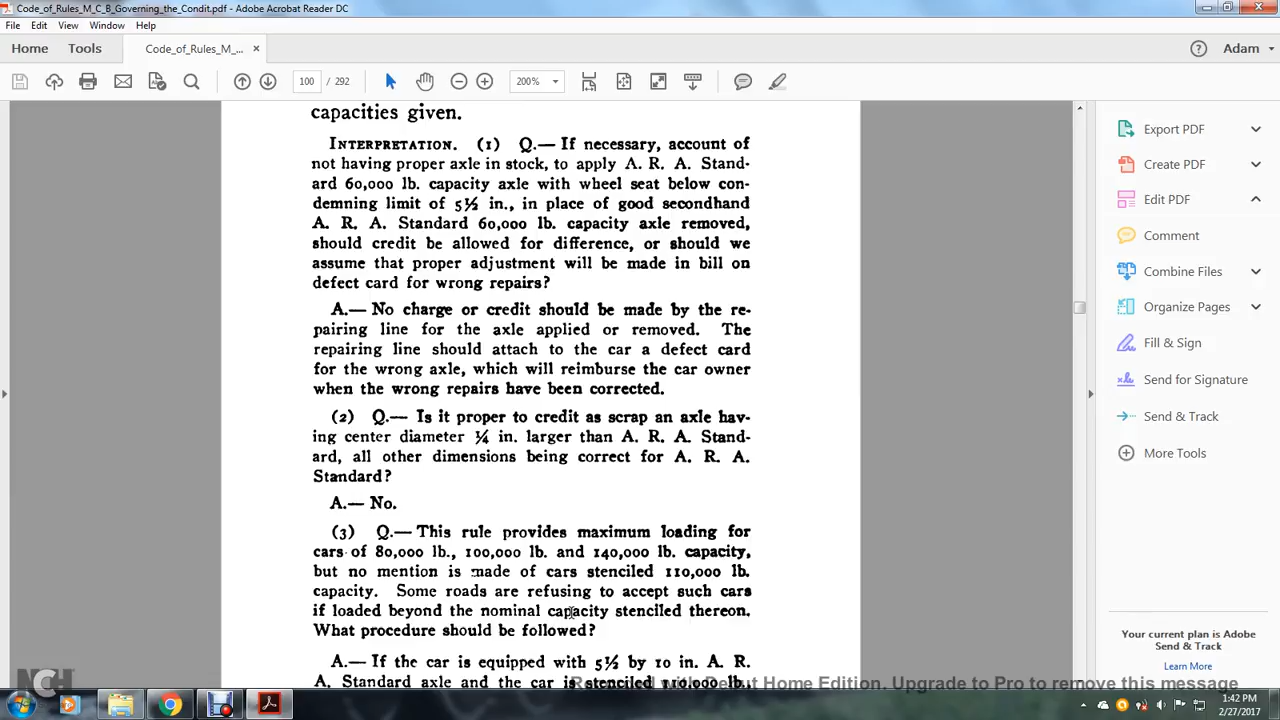 Code_of_Rules_M_C_B_Governing_the_Condit.pdf - Adobe Acrobat Reader DC
File Edit View Window Help
Home Tools Code_of_Rules_M_... × Adam
100 / 292 200%
capacities given.
INTERPRETATION. (1) Q.— If necessary, account of
not having proper axle in stock, to apply A. R. A. Stand-
ard 60,000 lb. capacity axle with wheel seat below con-
demning limit of 5½ in., in place of good secondhand
A. R. A. Standard 60,000 lb. capacity axle removed,
should credit be allowed for difference, or should we
assume that proper adjustment will be made in bill on
defect card for wrong repairs?
A.— No charge or credit should be made by the re-
pairing line for the axle applied or removed. The
repairing line should attach to the car a defect card
for the wrong axle, which will reimburse the car owner
when the wrong repairs have been corrected.
(2) Q.— Is it proper to credit as scrap an axle hav-
ing center diameter ¼ in. larger than A. R. A. Stand-
ard, all other dimensions being correct for A. R. A.
Standard?
A.— No.
(3) Q.— This rule provides maximum loading for
cars of 80,000 lb., 100,000 lb. and 140,000 lb. capacity,
but no mention is made of cars stenciled 110,000 lb.
capacity. Some roads are refusing to accept such cars
if loaded beyond the nominal capacity stenciled thereon.
What procedure should be followed?
A.— If the car is equipped with 5½ by 10 in. A. R.
A. Standard axle and the car is stenciled 110,000 lb.,
Export PDF
Create PDF
Edit PDF
Comment
Combine Files
Organize Pages
Fill & Sign
Send for Signature
Send & Track
More Tools
Your current plan is Adobe
Send & Track
Learn More
NCH
Recorded with Debut Home Edition. Upgrade to Pro to remove this message
1:42 PM
2/27/2017